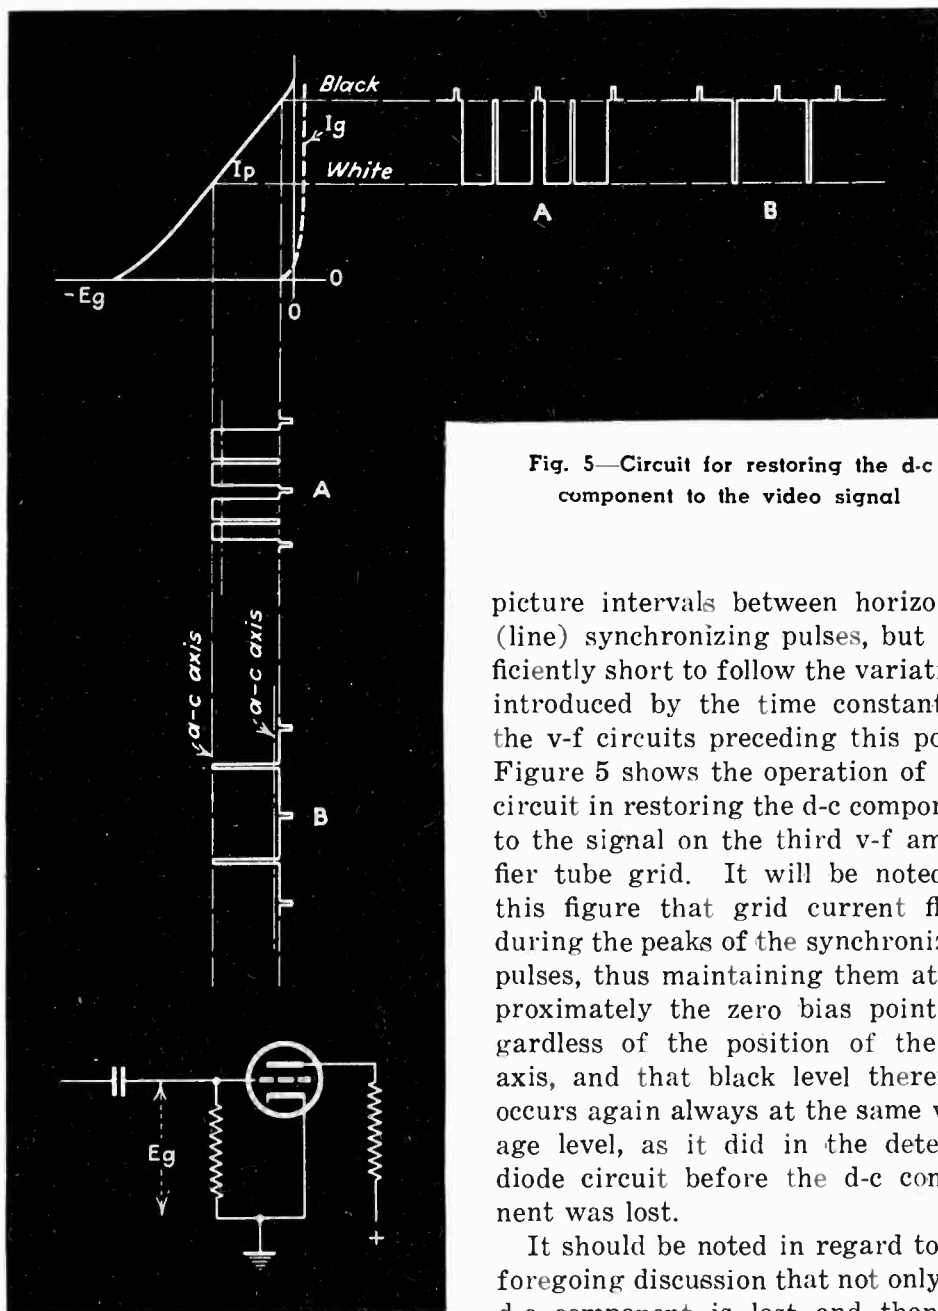 Black
Ig
Ip
White
A
B
-Eg
0
0
A
a-c axis
a-c axis
B
Eg
+
Fig. 5—Circuit for restoring the d-c
component to the video signal
picture intervals between horizo
(line) synchronizing pulses, but
ficiently short to follow the variati
introduced by the time constant
the v-f circuits preceding this po
Figure 5 shows the operation of
circuit in restoring the d-c compon
to the signal on the third v-f am
fier tube grid. It will be noted
this figure that grid current fl
during the peaks of the synchroni
pulses, thus maintaining them at
proximately the zero bias point
gardless of the position of the
axis, and that black level there
occurs again always at the same v
age level, as it did in the dete
diode circuit before the d-c com
nent was lost.
It should be noted in regard to
foregoing discussion that not only
d-c component is lost and ther